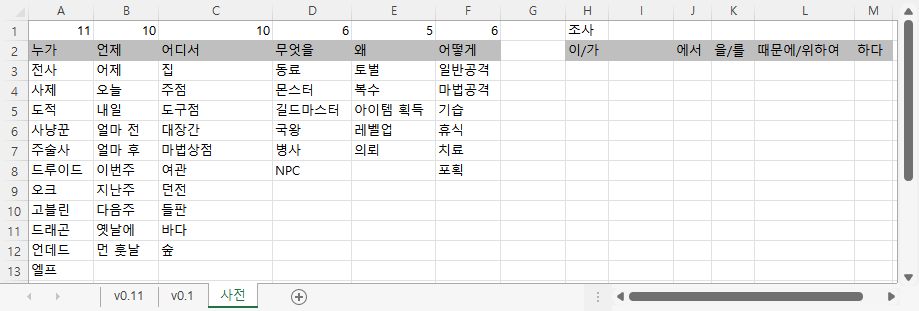 A B C D E F G H I J K L M
1 11 10 10 6 5 6 조사
2 누가 언제 어디서 무엇을 왜 어떻게 이/가 에서 을/를 때문에/위하여 하다
3 전사 어제 집 동료 토벌 일반공격
4 사제 오늘 주점 몬스터 복수 마법공격
5 도적 내일 도구점 길드마스터 아이템 획득 기습
6 사냥꾼 얼마 전 대장간 국왕 레벨업 휴식
7 주술사 얼마 후 마법상점 병사 의뢰 치료
8 드루이드 이번주 여관 NPC 포획
9 오크 지난주 던전
10 고블린 다음주 들판
11 드래곤 옛날에 바다
12 언데드 먼 훗날 숲
13 엘프
v0.11 v0.1 사전